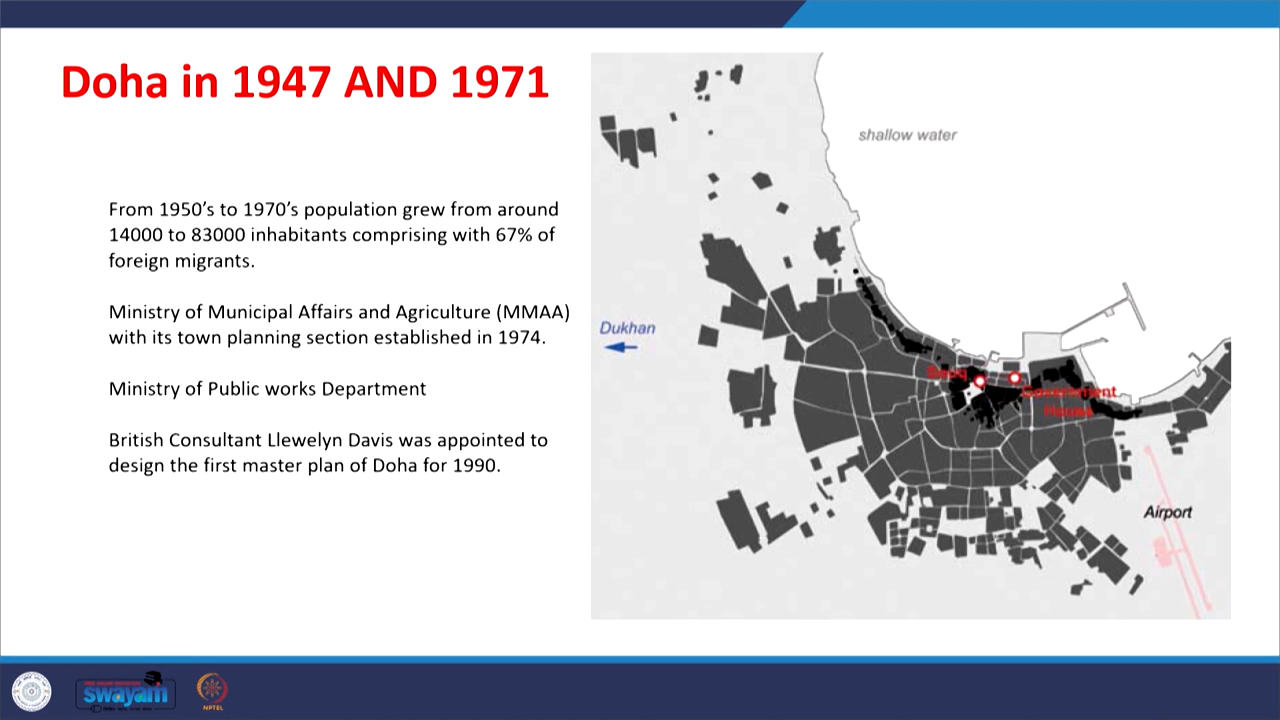 Doha in 1947 AND 1971
From 1950’s to 1970’s population grew from around
14000 to 83000 inhabitants comprising with 67% of
foreign migrants.
Ministry of Municipal Affairs and Agriculture (MMAA)
with its town planning section established in 1974.
Ministry of Public works Department
British Consultant Llewelyn Davis was appointed to
design the first master plan of Doha for 1990.
shallow water
Dukhan
Souq
Government
House
Airport
swayam
NPTEL